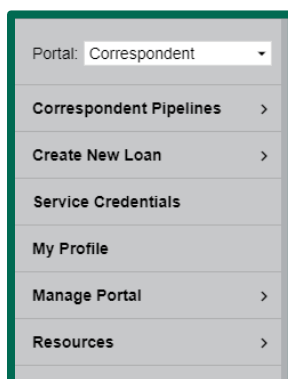 Portal: Correspondent
Correspondent Pipelines
Create New Loan
Service Credentials
My Profile
Manage Portal
Resources